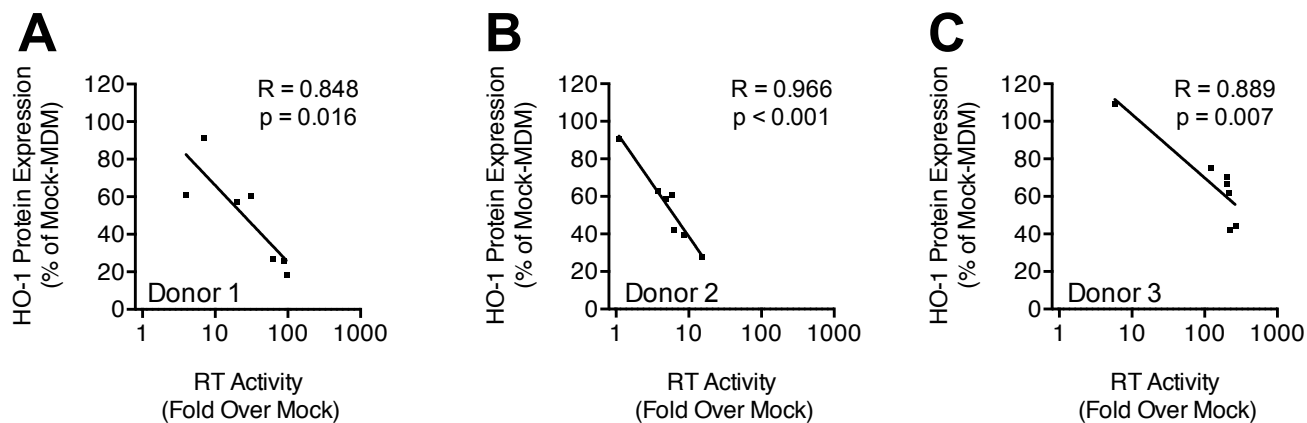 A
HO-1 Protein Expression
(% of Mock-MDM)
120
100
80
60
40
20
0
R = 0.848
p = 0.016
Donor 1
1
10
100
1000
RT Activity
(Fold Over Mock)
B
HO-1 Protein Expression
(% of Mock-MDM)
120
100
80
60
40
20
0
R = 0.966
p < 0.001
Donor 2
1
10
100
1000
RT Activity
(Fold Over Mock)
C
HO-1 Protein Expression
(% of Mock-MDM)
120
100
80
60
40
20
0
R = 0.889
p = 0.007
Donor 3
1
10
100
1000
RT Activity
(Fold Over Mock)